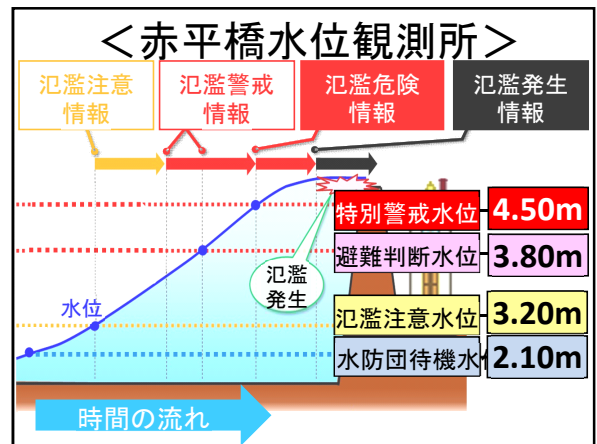 ＜赤平橋水位観測所＞
氾濫注意
情報
氾濫警戒
情報
氾濫危険
情報
氾濫発生
情報
特別警戒水位 4.50m
避難判断水位 3.80m
氾濫
発生
水位
氾濫注意水位 3.20m
水防団待機水 2.10m
時間の流れ